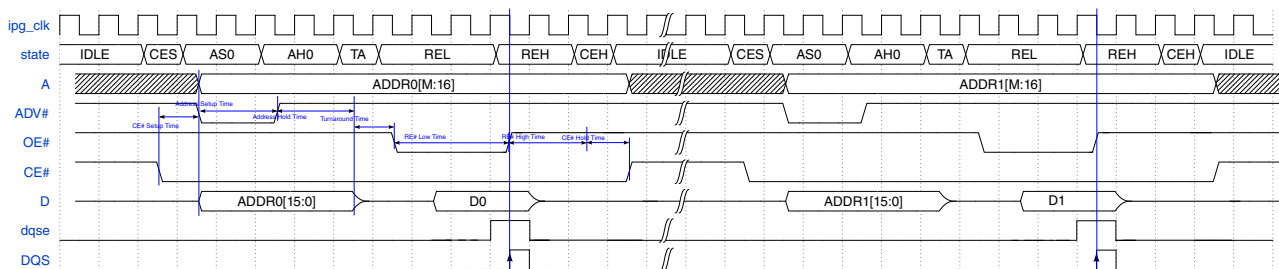 ipg_clk
state IDLE CES AS0 AH0 TA REL REH CEH IDLE CES AS0 AH0 TA REL REH CEH IDLE
A ADDR0[M:16] ADDR1[M:16]
ADV# Address Setup Time Address Hold Time Turnaround Time
CE# Setup Time
OE# RE# Low Time RE# High Time CE# Hold Time
CE#
D ADDR0[15:0] D0 ADDR1[15:0] D1
dqse
DQS